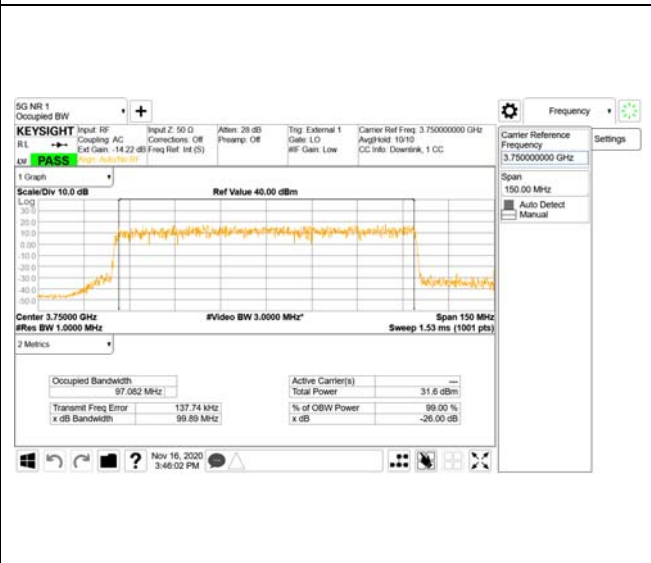 5G NR 1
Occupied BW
Frequency
KEYSIGHT
Input: RF
Coupling: AC
Ext Gain: -14.22 dB
Align: Auto/No RF
Input Z: 50 Ω
Corrections: Off
Freq Ref: Int (S)
Atten: 28 dB
Preamp: Off
Trig: External 1
Gate: LO
#IF Gain: Low
Carrier Ref Freq: 3.750000000 GHz
Avg|Hold: 10/10
CC Info: Downlink, 1 CC
RL
PASS
Carrier Reference
Frequency
3.750000000 GHz
Settings
Span
150.00 MHz
Auto Detect
Manual
1 Graph
Scale/Div 10.0 dB
Ref Value 40.00 dBm
Log
30.0
20.0
10.0
0.00
-10.0
-20.0
-30.0
-40.0
-50.0
Center 3.75000 GHz
#Video BW 3.0000 MHz*
Span 150 MHz
#Res BW 1.0000 MHz
Sweep 1.53 ms (1001 pts)
2 Metrics
Occupied Bandwidth
97.082 MHz
Active Carrier(s)
---
Total Power
31.6 dBm
Transmit Freq Error
137.74 kHz
% of OBW Power
99.00 %
x dB Bandwidth
99.89 MHz
x dB
-26.00 dB
?
Nov 16, 2020
3:46:02 PM